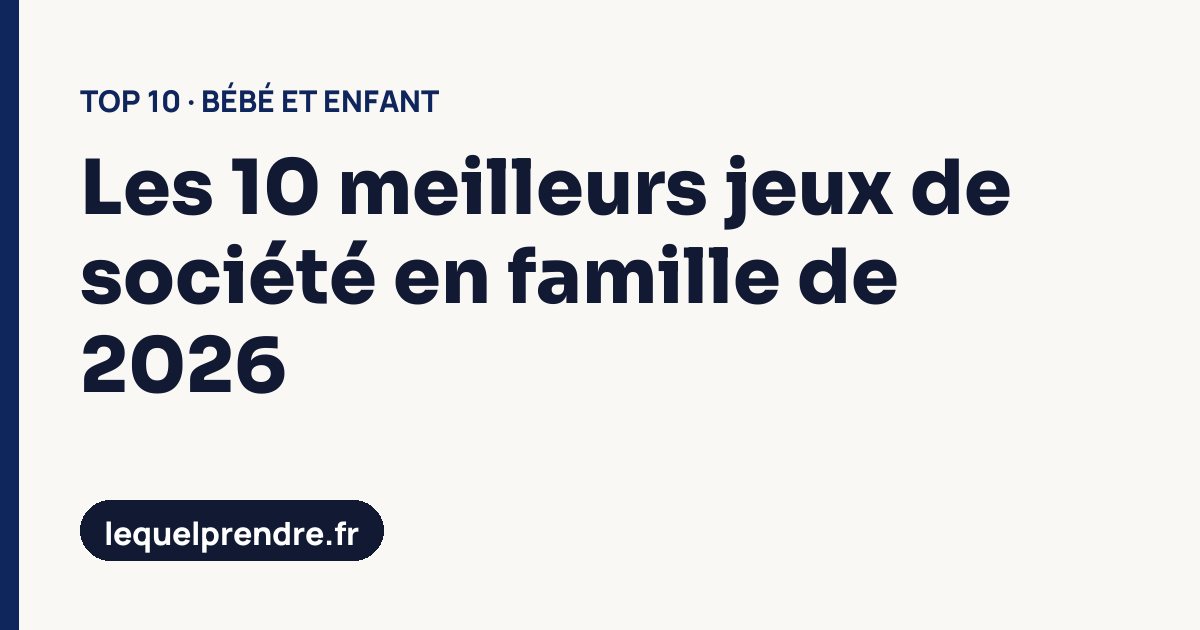 TOP 10 · BÉBÉ ET ENFANT
Les 10 meilleurs jeux de
société en famille de
2026
lequelprendre.fr